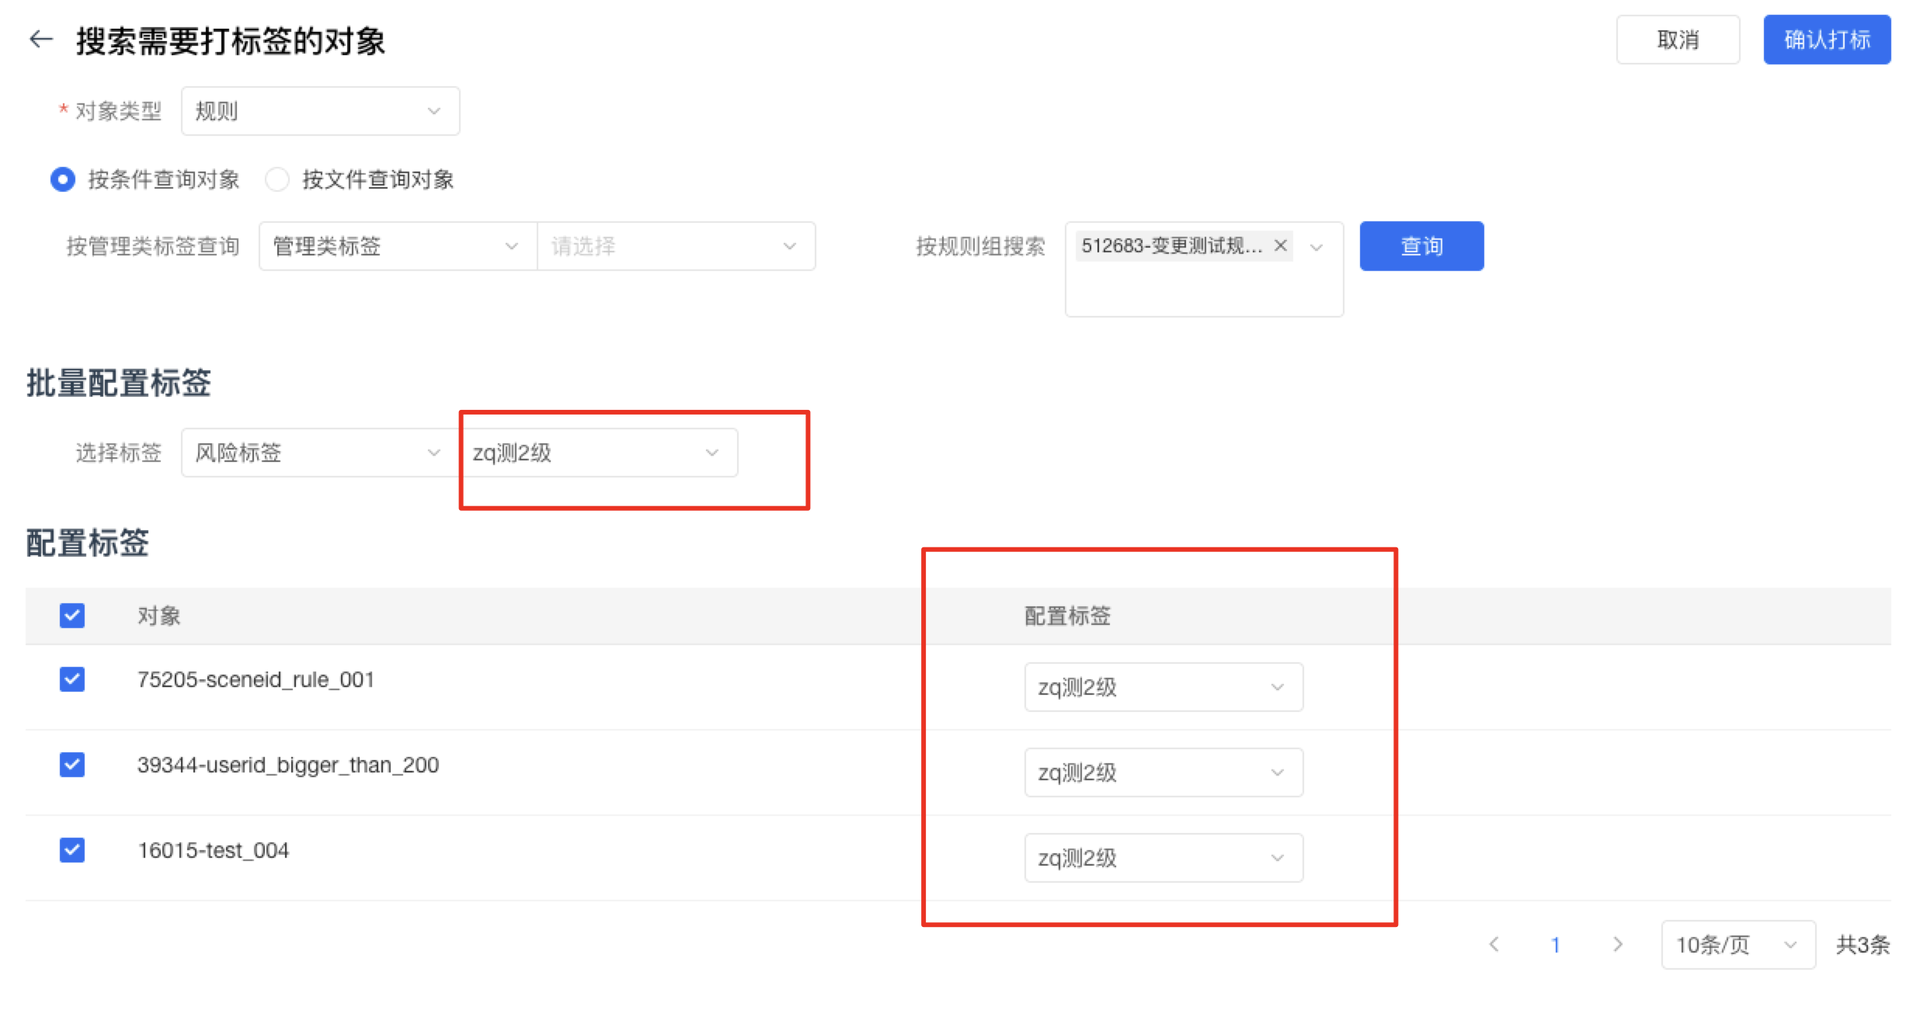 搜索需要打标签的对象
取消
确认打标
* 对象类型
规则
按条件查询对象
按文件查询对象
按管理类标签查询
管理类标签
请选择
按规则组搜索
512683-变更测试规...
查询
批量配置标签
选择标签
风险标签
zq测2级
配置标签
对象
配置标签
75205-sceneid_rule_001
zq测2级
39344-userid_bigger_than_200
zq测2级
16015-test_004
zq测2级
1
10条/页
共3条